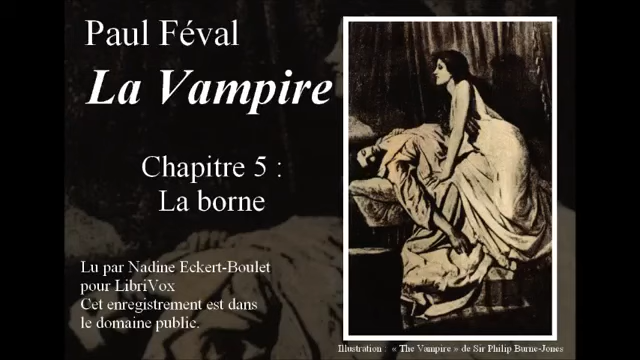 Paul Féval
La Vampire
Chapitre 5 :
La borne
Lu par Nadine Eckert-Boulet
pour LibriVox
Cet enregistrement est dans
le domaine public.
Illustration : « The Vampire » de Sir Philip Burne-Jones